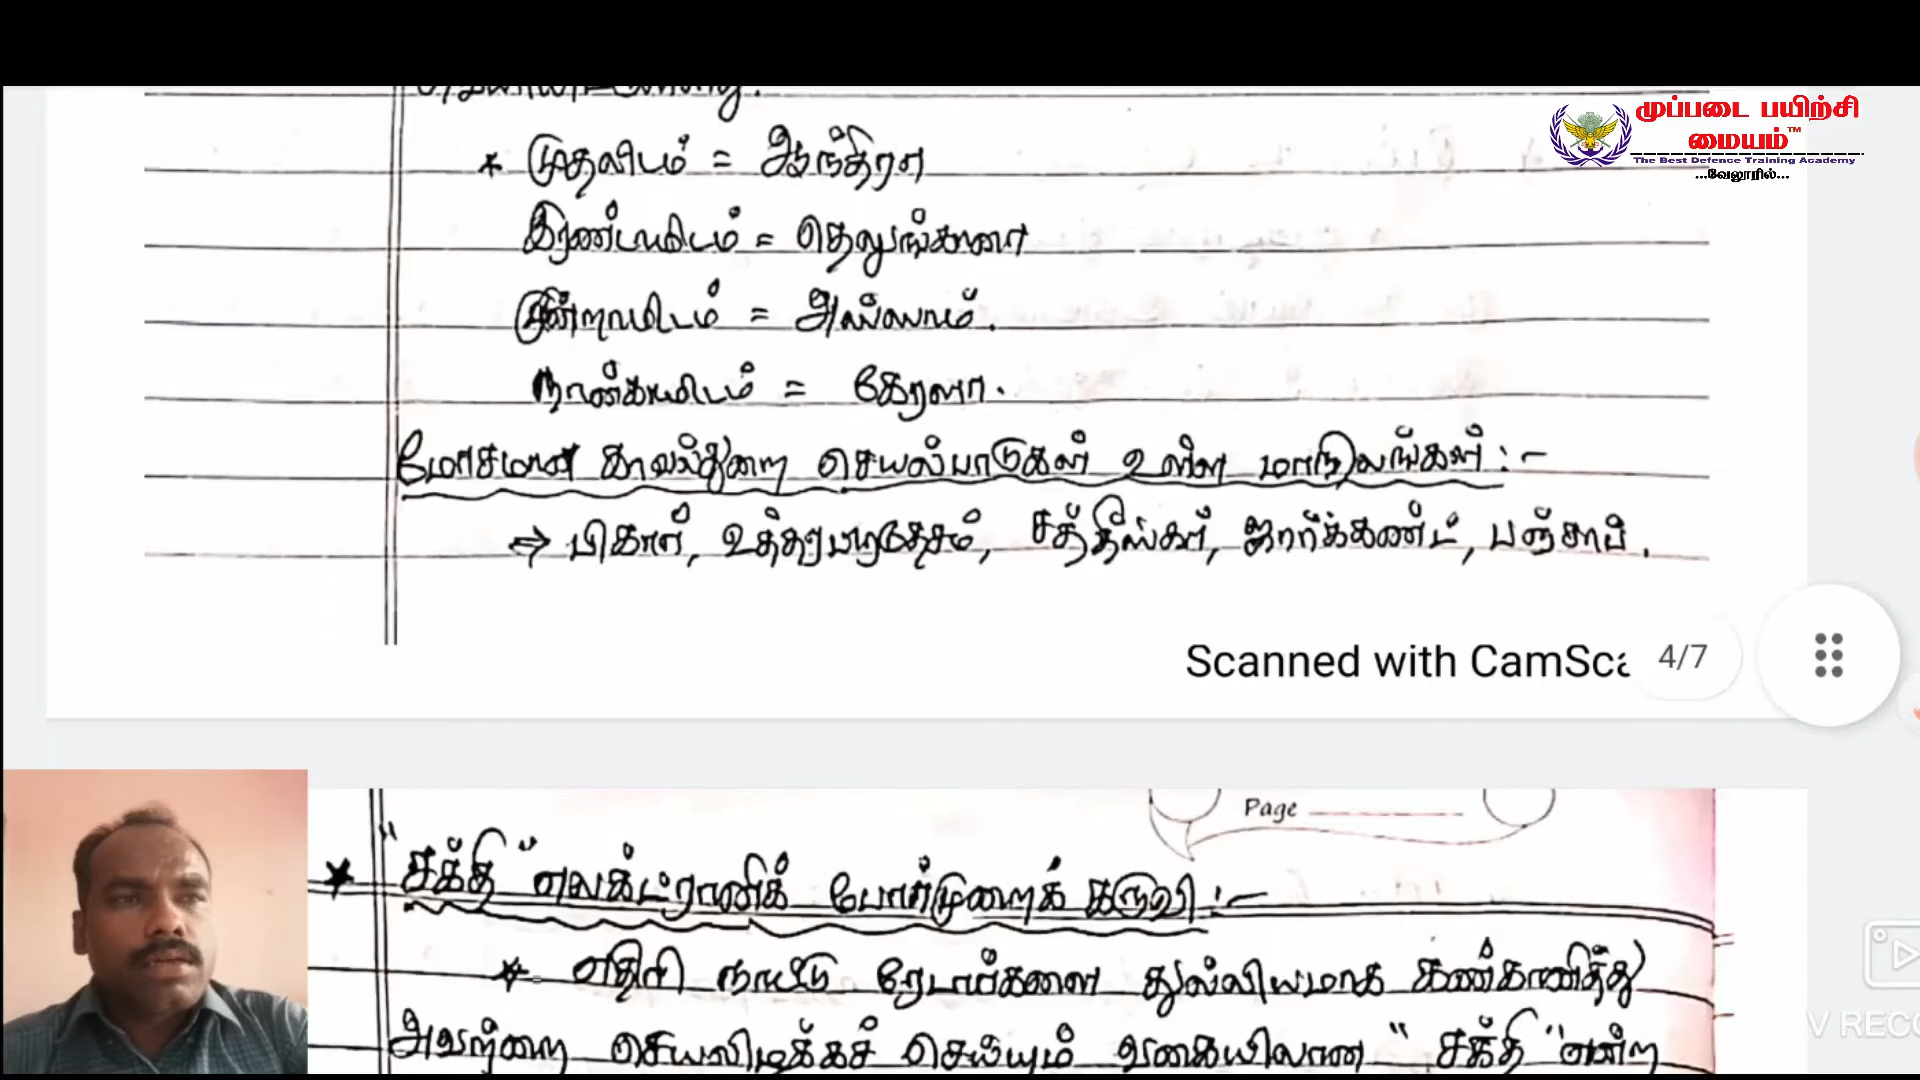 முப்படை பயிற்சி
மையம்™
The Best Defence Training Academy
...வேலூரில்...
* முதலிடம் = ஆந்திரா
இரண்டாமிடம் = தெலுங்கானா
மூன்றாமிடம் = அஸ்ஸாம்.
நான்காமிடம் = கேரளா.
மோசமான காவல்துறை செயல்பாடுகள் உள்ள மாநிலங்கள் :-
⇒ பிகார், உத்தரபிரதேசம், சத்தீஸ்கர், ஜார்க்கண்ட், பஞ்சாப்.
Scanned with CamSca
4/7
Page
* "சக்தி" எலக்ட்ரானிக் போர்முறைக் கருவி :-
* எதிரி நாட்டு ரேடார்களை துல்லியமாக கண்காணித்து
அவற்றை செயலிழக்கச் செய்யும் வகையிலான "சக்தி" என்ற
V REC